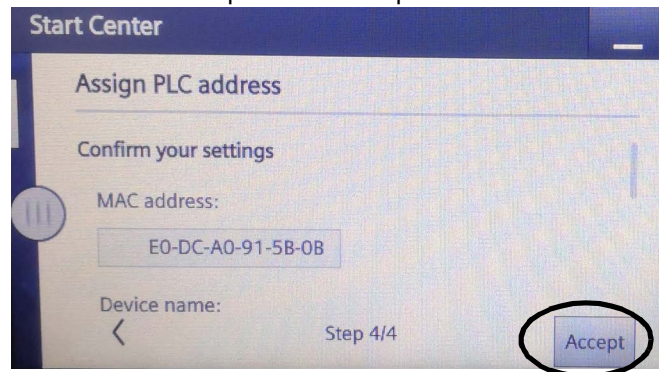 Start Center
Assign PLC address
Confirm your settings
MAC address:
E0-DC-A0-91-5B-0B
Device name:
Step 4/4
Accept